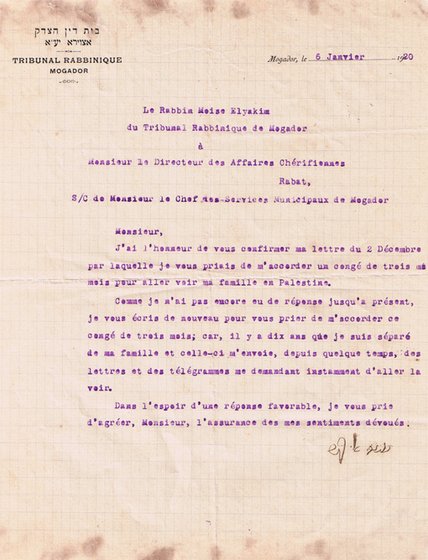 בית דין הצדק
אצוירא יע״א
TRIBUNAL RABBINIQUE
MOGADOR
Mogador, le 6 Janvier 1920
Le Rabbin Moise Elyakim
du Tribunal Rabbinique de Mogador
à
Monsieur le Directeur des Affaires Chérifiennes
Rabat,
S/C de Monsieur le Chef des Services Municipaux de Mogador
Monsieur,
J'ai l'honneur de vous confirmer ma lettre du 2 Décembre
par laquelle je vous priais de m'accorder un congé de trois
mois pour aller voir ma famille en Palestine.
Comme je n'ai pas encore eu de réponse jusqu'à présent,
je vous écris de nouveau pour vous prier de m'accorder ce
congé de trois mois; car, il y a dix ans que je suis séparé
de ma famille et celle-ci m'envoie, depuis quelque temps, des
lettres et des télégrammes me demandant instamment d'aller la
voir.
Dans l'espoir d'une réponse favorable, je vous prie
d'agréer, Monsieur, l'assurance des mes sentiments dévoués.